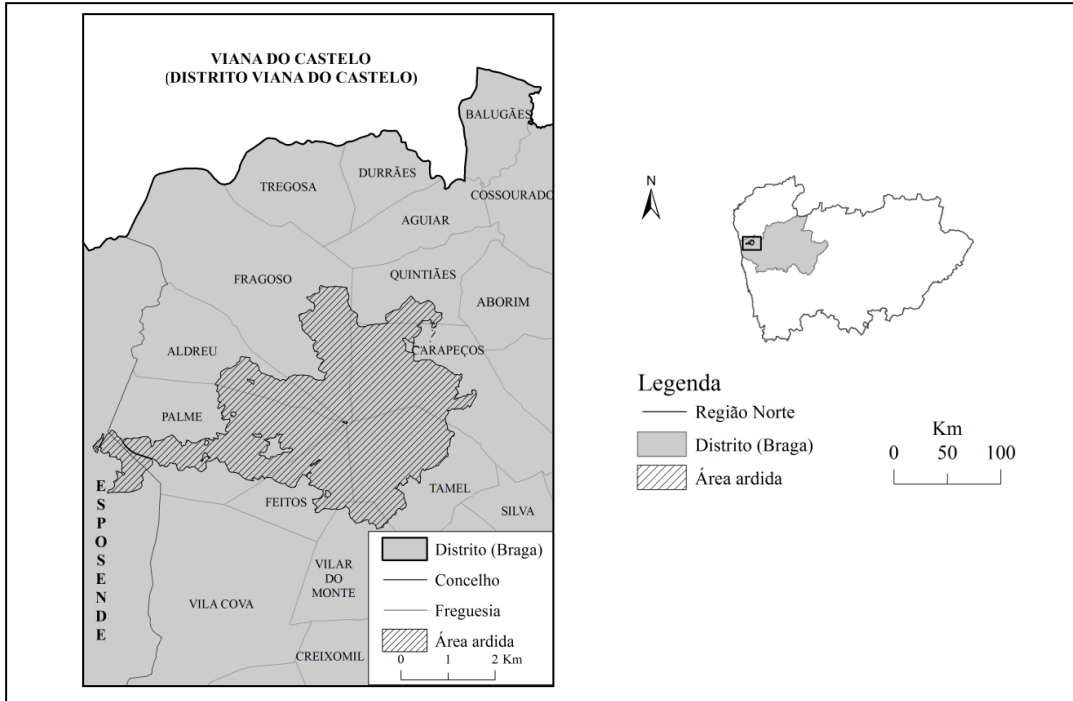 VIANA DO CASTELO
(DISTRITO VIANA DO CASTELO)
BALUGÃES
DURRÃES
TREGOSA
COSSOURADO
AGUIAR
FRAGOSO
QUINTIÃES
ABORIM
ALDREU
CARAPEÇOS
PALME
ESPOSENDE
FEITOS
TAMEL
SILVA
VILAR
DO
MONTE
VILA COVA
CREIXOMIL
Distrito (Braga)
Concelho
Freguesia
Área ardida
0 1 2 Km
N
Legenda
Região Norte
Distrito (Braga)
Área ardida
Km
0 50 100